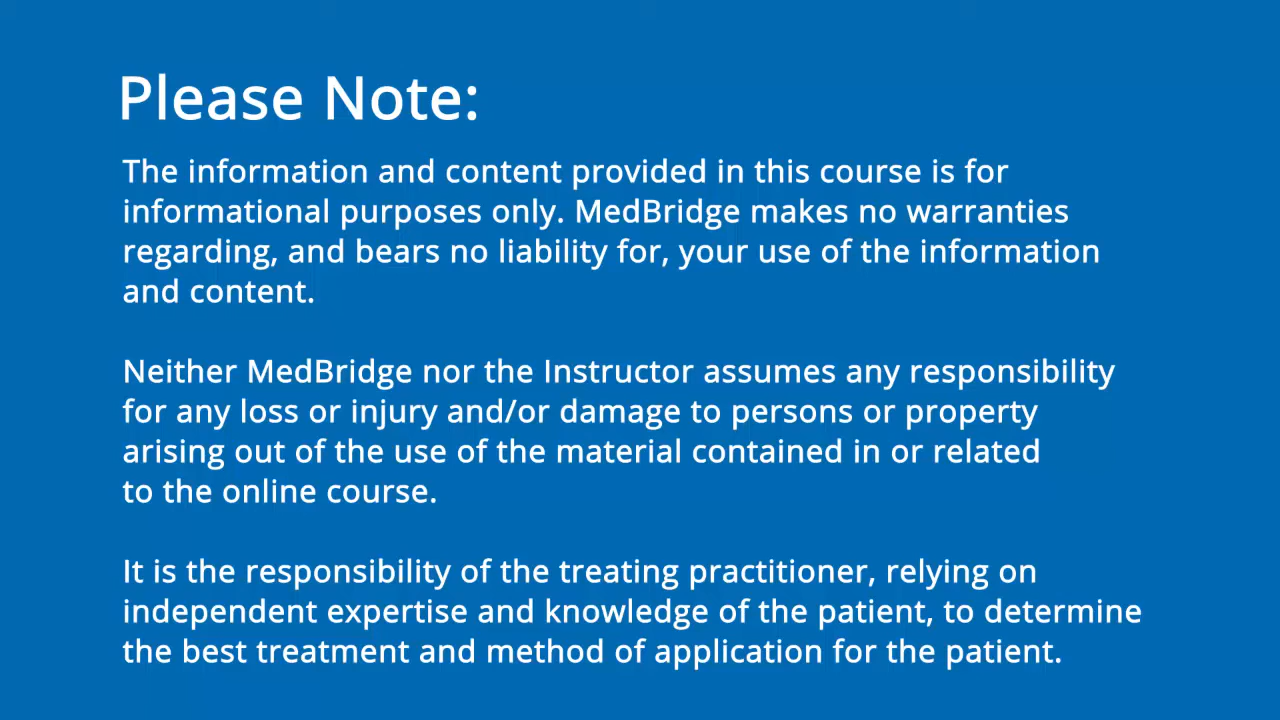 Please Note:
The information and content provided in this course is for
informational purposes only. MedBridge makes no warranties
regarding, and bears no liability for, your use of the information
and content.
Neither MedBridge nor the Instructor assumes any responsibility
for any loss or injury and/or damage to persons or property
arising out of the use of the material contained in or related
to the online course.
It is the responsibility of the treating practitioner, relying on
independent expertise and knowledge of the patient, to determine
the best treatment and method of application for the patient.